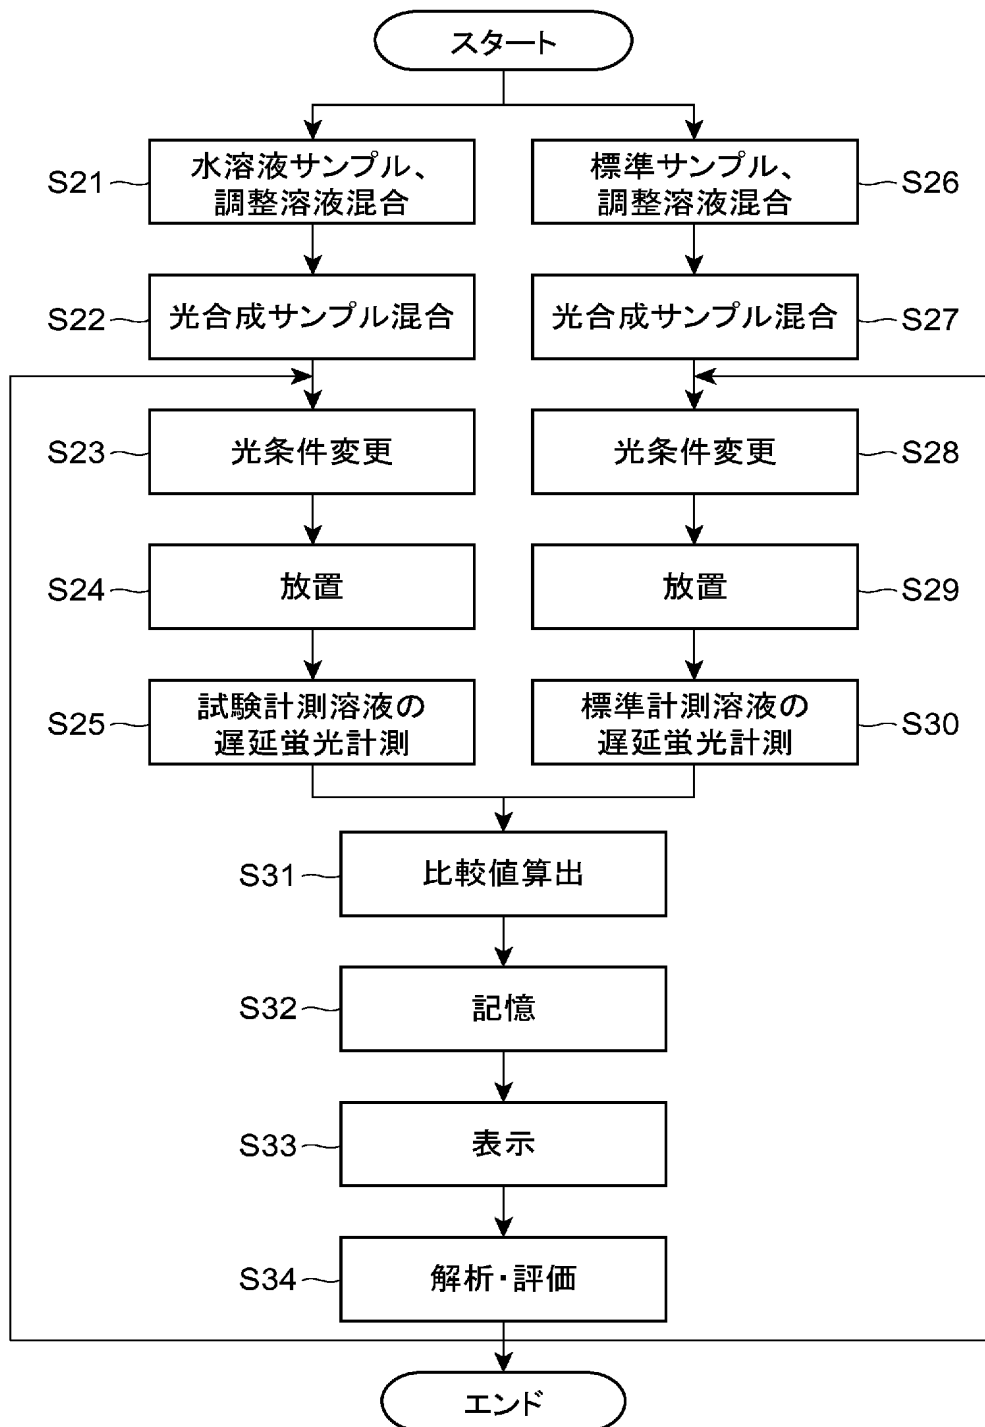 スタート
S21
水溶液サンプル、
調整溶液混合
標準サンプル、
調整溶液混合
S26
S22
光合成サンプル混合
光合成サンプル混合
S27
S23
光条件変更
光条件変更
S28
S24
放置
放置
S29
S25
試験計測溶液の
遅延蛍光計測
標準計測溶液の
遅延蛍光計測
S30
S31
比較値算出
S32
記憶
S33
表示
S34
解析・評価
エンド